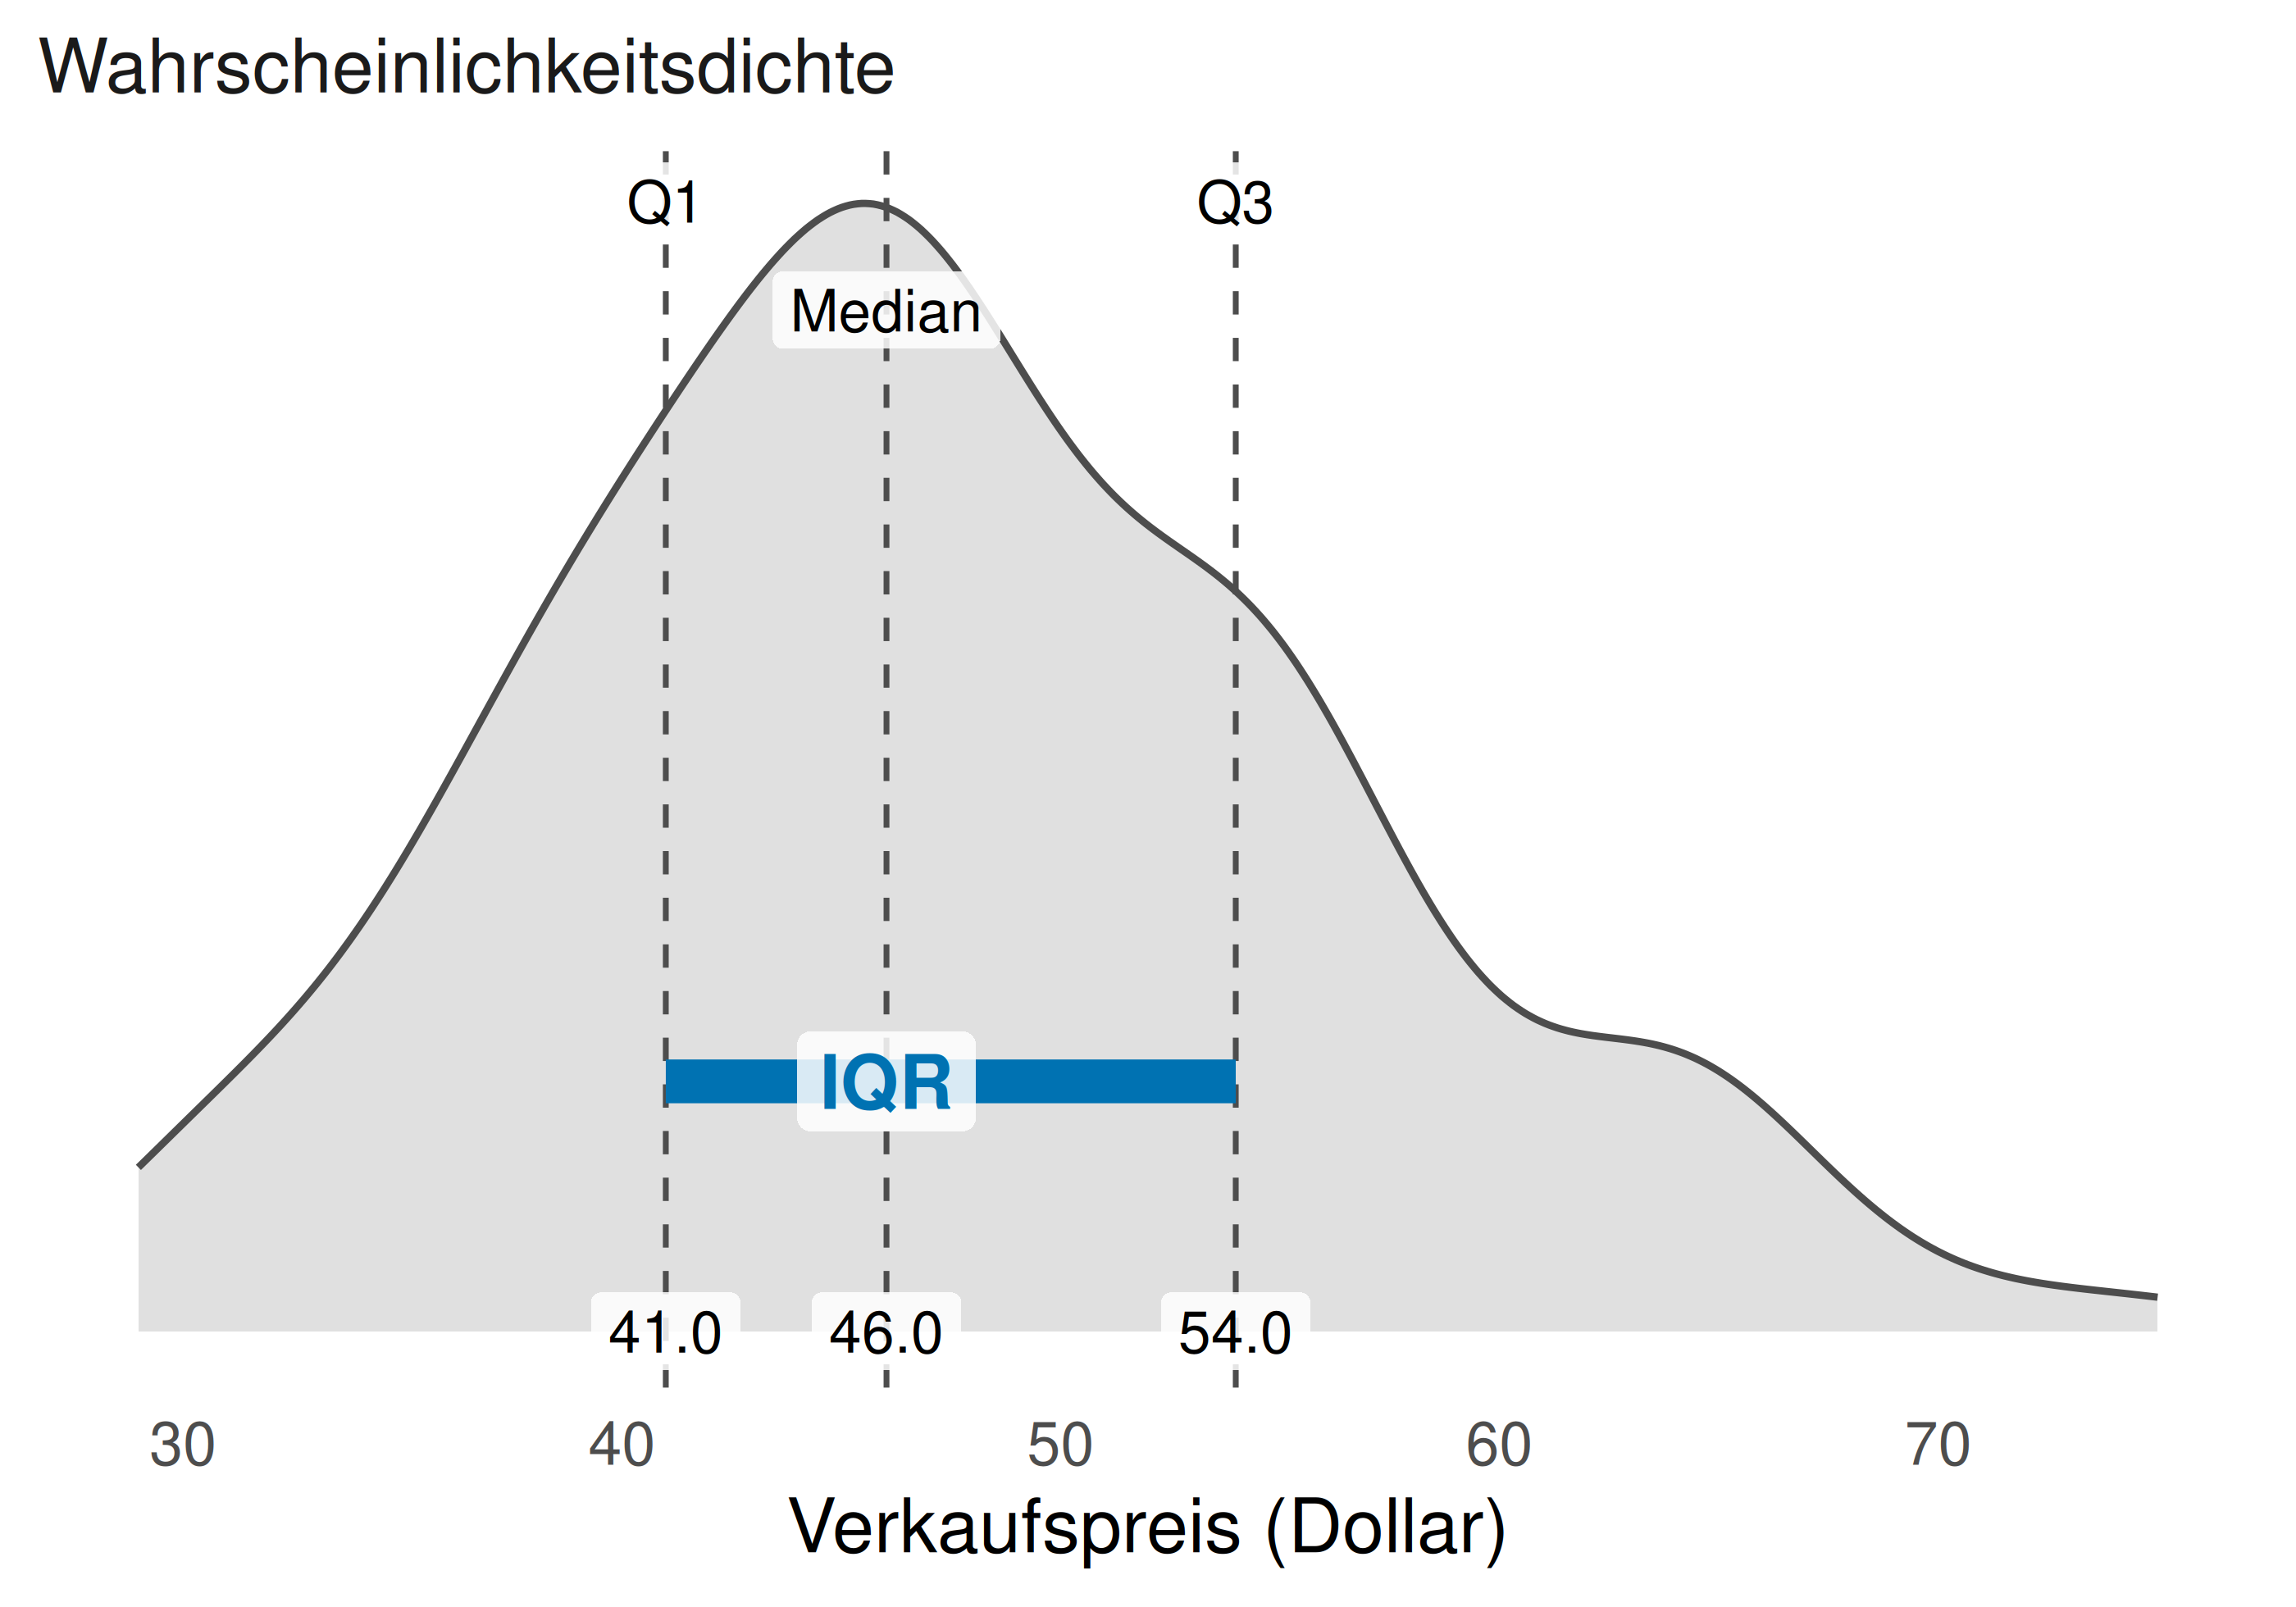 Wahrscheinlichkeitsdichte
Q1
Q3
Median
IQR
41.0 46.0 54.0
30 40 50 60 70
Verkaufspreis (Dollar)